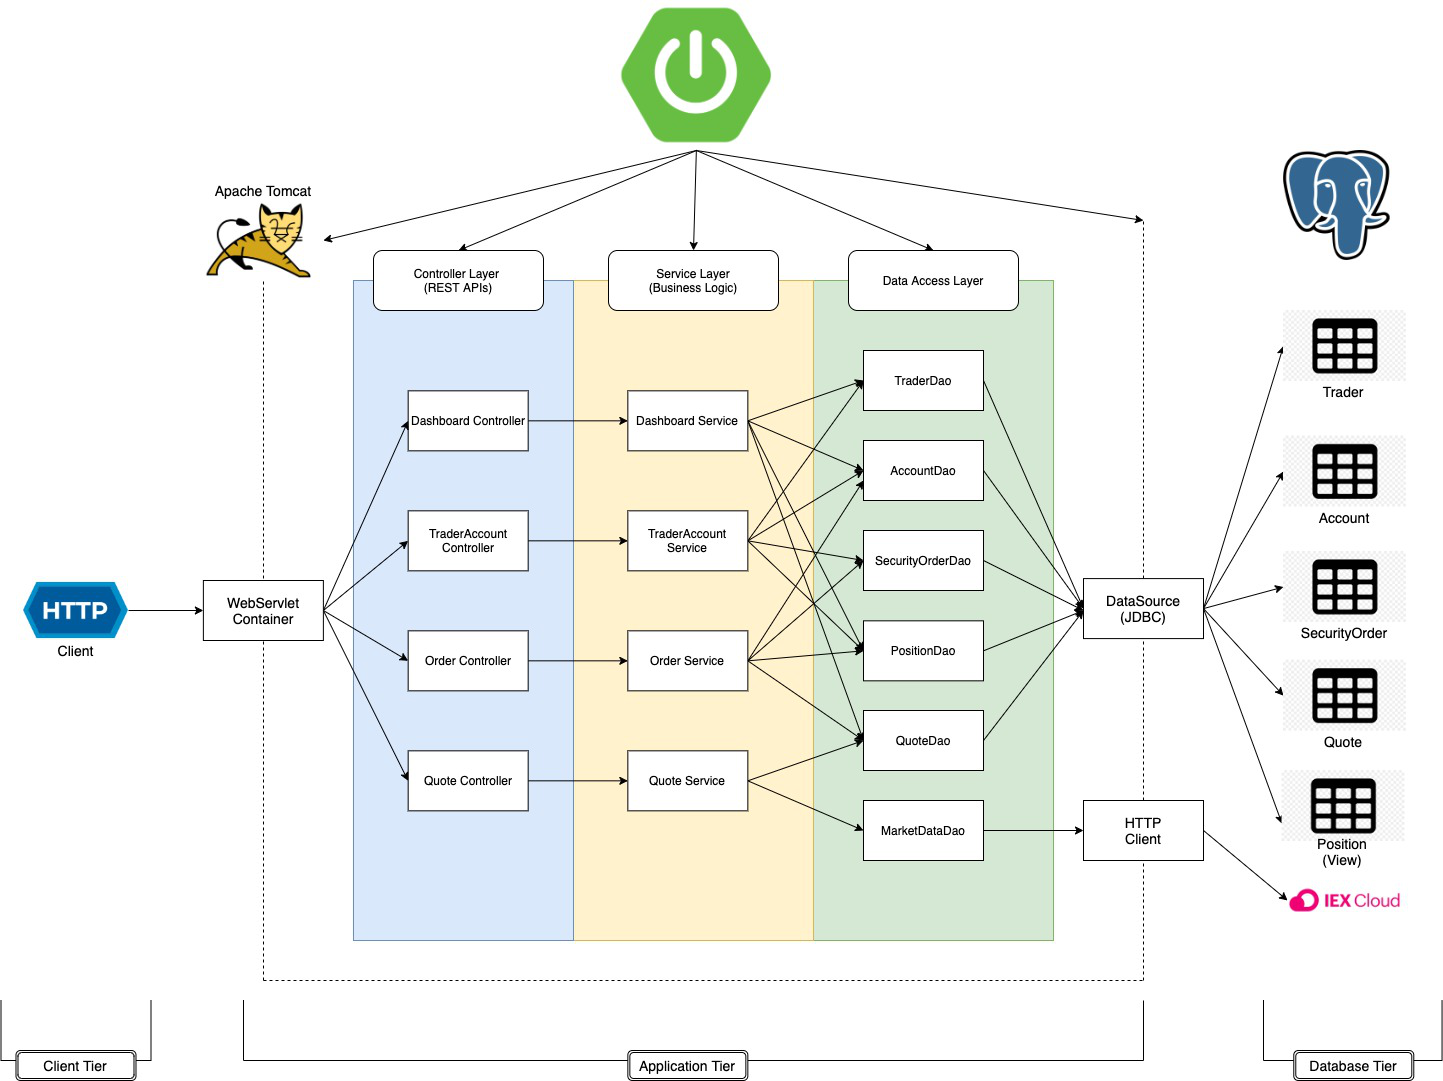 Apache Tomcat
Controller Layer
(REST APIs)
Service Layer
(Business Logic)
Data Access Layer
TraderDao
Trader
Dashboard Controller
Dashboard Service
AccountDao
Account
TraderAccount
Controller
TraderAccount
Service
SecurityOrderDao
HTTP
Client
WebServlet
Container
DataSource
(JDBC)
SecurityOrder
Order Controller
Order Service
PositionDao
QuoteDao
Quote
Quote Controller
Quote Service
MarketDataDao
HTTP
Client
Position
(View)
IEX Cloud
Client Tier
Application Tier
Database Tier